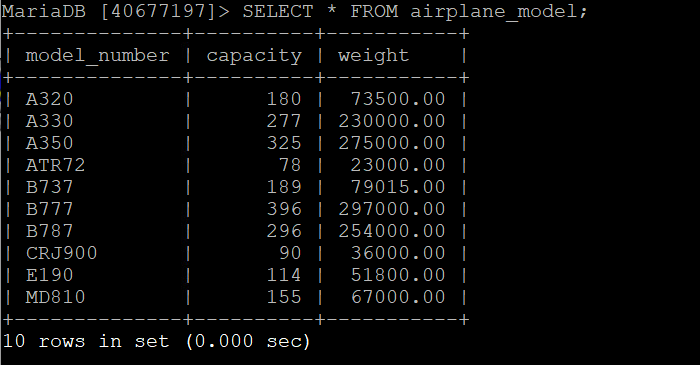 MariaDB [40677197]> SELECT * FROM airplane_model;
+--------------+----------+-----------+
| model_number | capacity | weight    |
+--------------+----------+-----------+
| A320         |      180 |  73500.00 |
| A330         |      277 | 230000.00 |
| A350         |      325 | 275000.00 |
| ATR72        |       78 |  23000.00 |
| B737         |      189 |  79015.00 |
| B777         |      396 | 297000.00 |
| B787         |      296 | 254000.00 |
| CRJ900       |       90 |  36000.00 |
| E190         |      114 |  51800.00 |
| MD810        |      155 |  67000.00 |
+--------------+----------+-----------+
10 rows in set (0.000 sec)